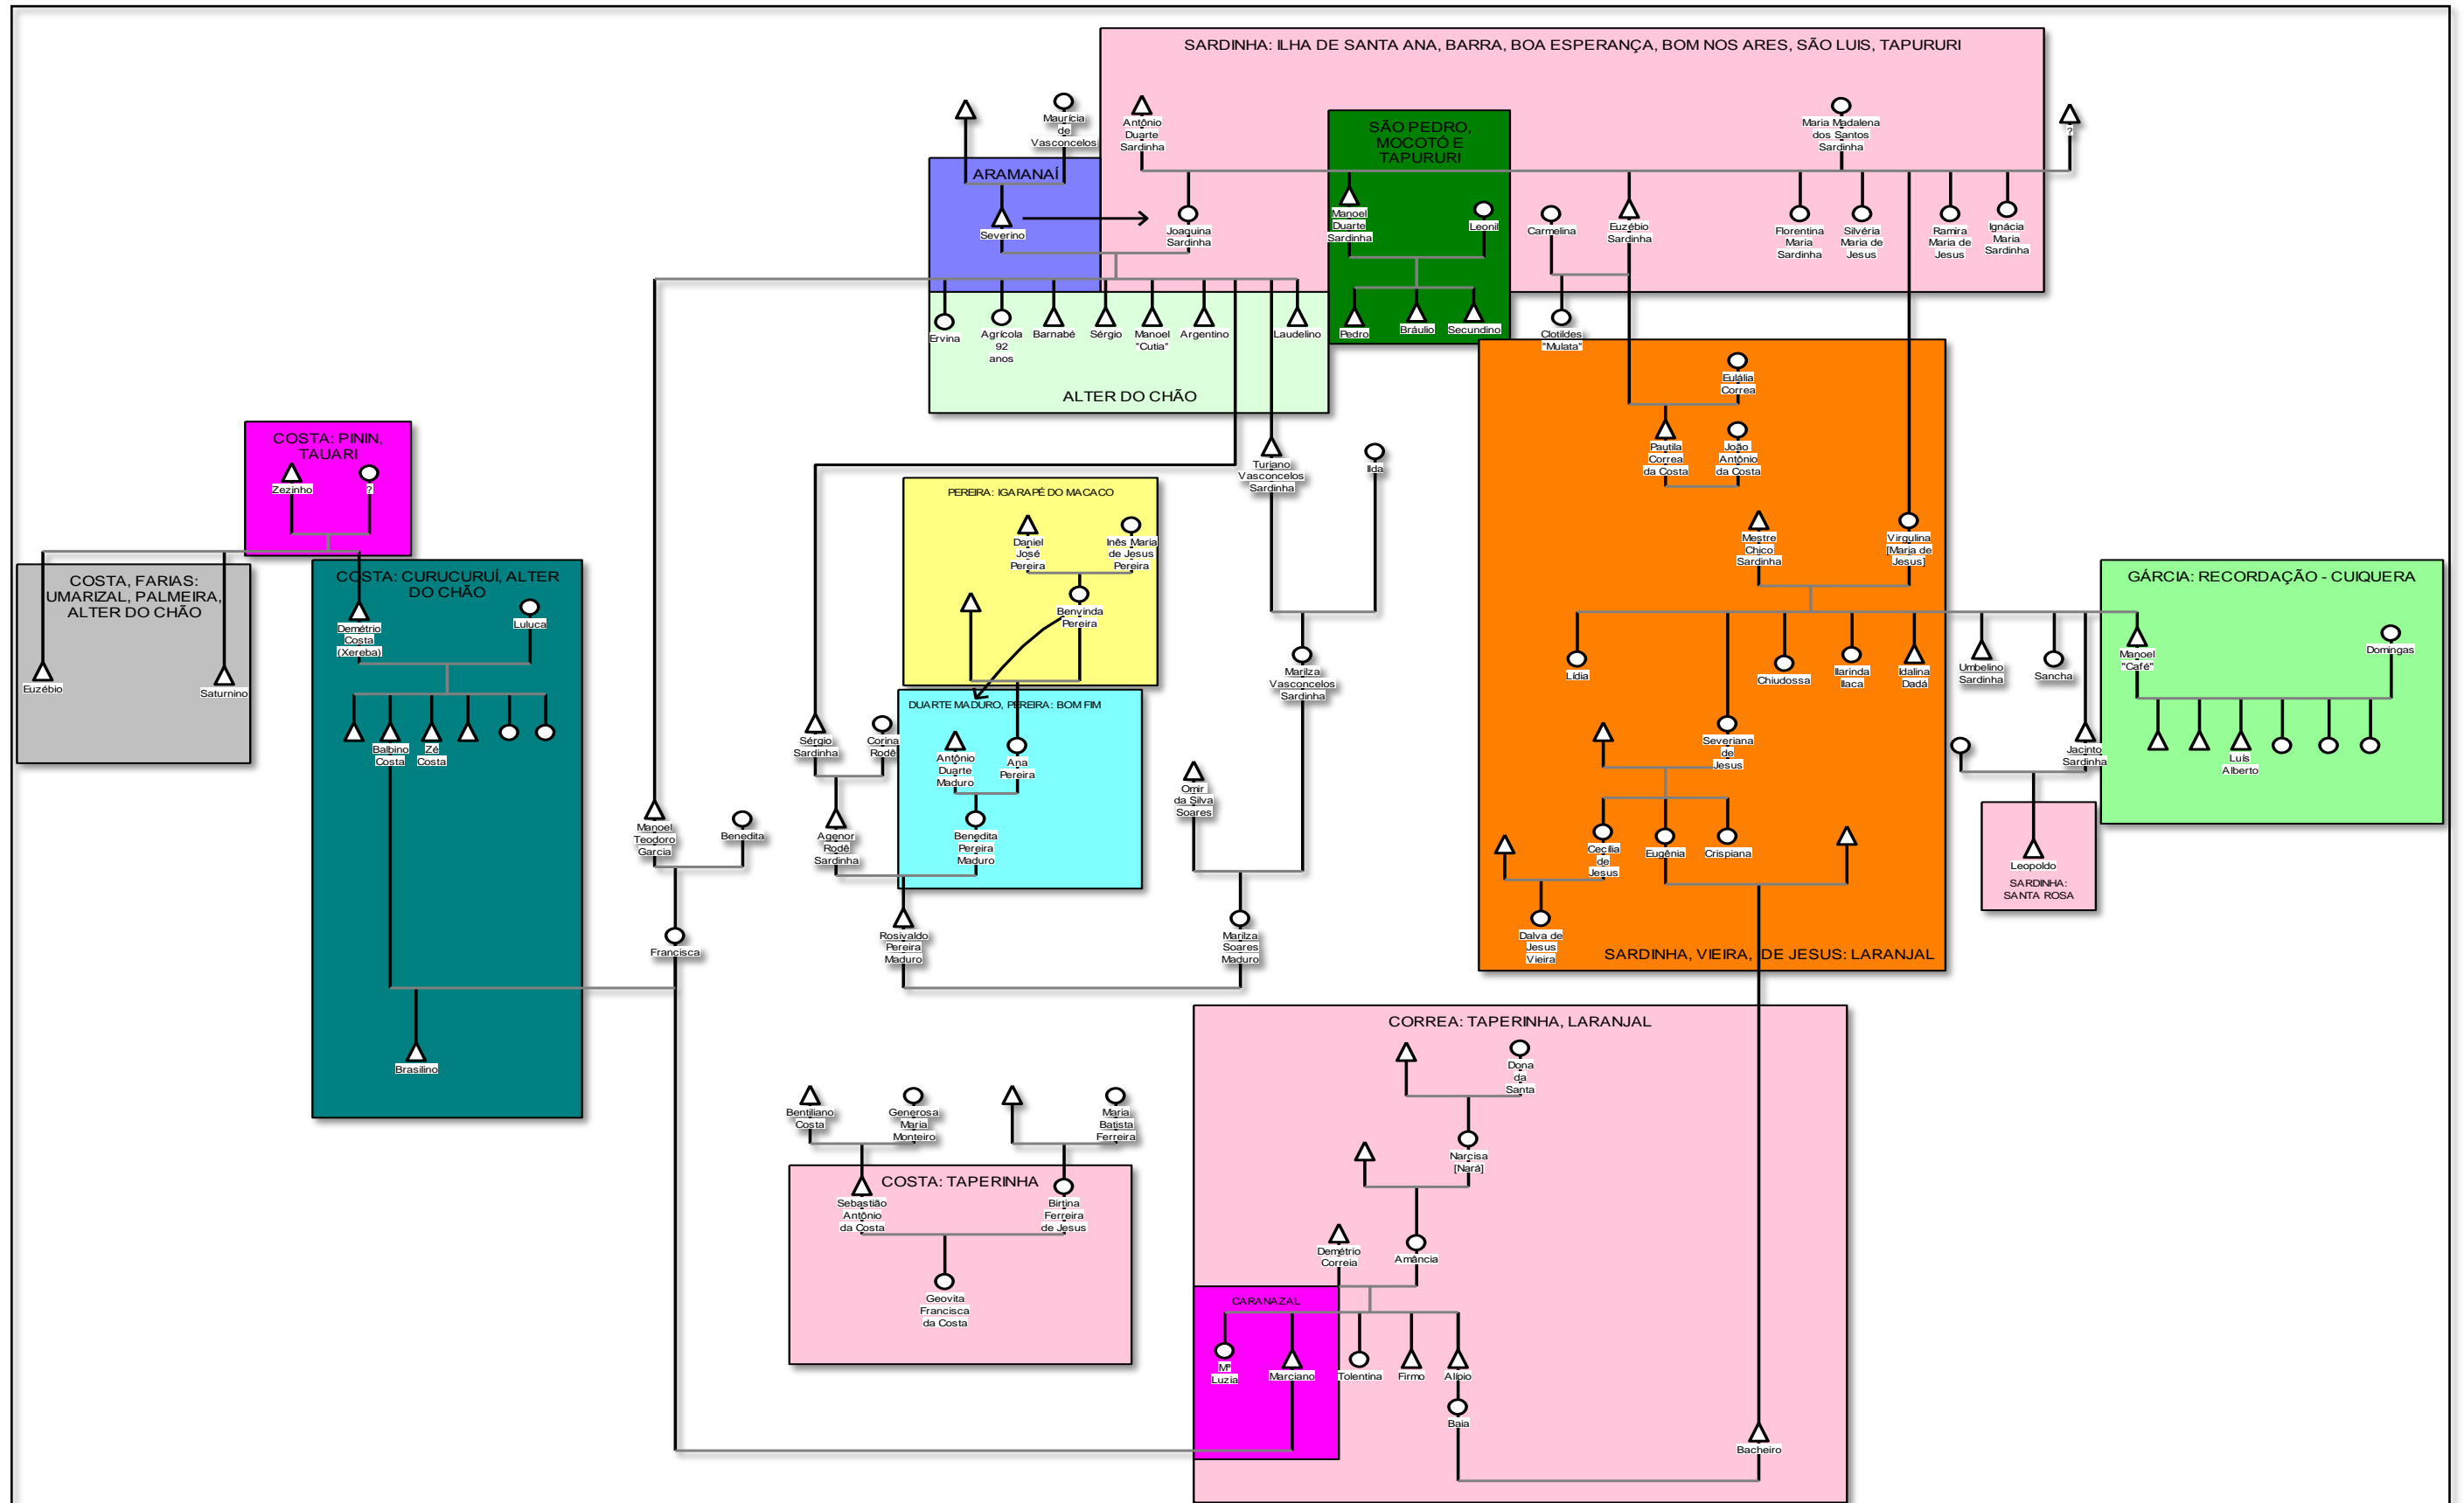 SARDINHA: ILHA DE SANTA ANA, BARRA, BOA ESPERANÇA, BOM NOS ARES, SÃO LUIS, TAPURURI
Maurícia
de
Vasconcelos
Antônio
Duarte
Sardinha
SÃO PEDRO,
MOCOTÓ E
TAPURURI
Maria Madalena
dos Santos
Sardinha
?
ARAMANAÍ
Severino
Joaquina
Sardinha
Manoel
Duarte
Sardinha
Leonil
Carmelina
Euzébio
Sardinha
Florentina
Maria
Sardinha
Silvéria
Maria de
Jesus
Ramira
Maria de
Jesus
Ignácia
Maria
Sardinha
Ervina
Agrícola
92
anos
Barnabé
Sérgio
Manoel
"Cutia"
Argentino
Laudelino
Pedro
Bráulio
Secundino
Clotildes
"Mulata"
ALTER DO CHÃO
Eulália
Correa
Pautila
Correa
da Costa
João
Antônio
da Costa
COSTA: PININ,
TAUARI
Zezinho
?
Turiano
Vasconcelos
Sardinha
Ilda
PEREIRA: IGARAPÉ DO MACACO
Daniel
José
Pereira
Inês Maria
de Jesus
Pereira
Benvinda
Pereira
Mestre
Chico
Sardinha
Virgulina
[Maria de
Jesus]
COSTA, FARIAS:
UMARIZAL, PALMEIRA,
ALTER DO CHÃO
Euzébio
Saturnino
COSTA: CURUCURUÍ, ALTER
DO CHÃO
Demétrio
Costa
(Xereba)
Luluca
Balbino
Costa
Zé
Costa
GÁRCIA: RECORDAÇÃO - CUIQUERA
Manoel
"Café"
Domingas
Luís
Alberto
Marilza
Vasconcelos
Sardinha
Lídia
Chiudossa
Ilarinda
Ilaca
Idalina
Dadá
Umbelino
Sardinha
Sancha
DUARTE MADURO, PEREIRA: BOM FIM
Sérgio
Sardinha
Corina
Rodê
Antônio
Duarte
Maduro
Ana
Pereira
Severiana
de
Jesus
Jacinto
Sardinha
Omir
da Silva
Soares
Manoel
Teodoro
Garcia
Benedita
Agenor
Rodê
Sardinha
Benedita
Pereira
Maduro
Cecília
de
Jesus
Eugênia
Crispiana
Leopoldo
SARDINHA:
SANTA ROSA
Francisca
Rosivaldo
Pereira
Maduro
Marilza
Soares
Maduro
Dalva de
Jesus
Vieira
SARDINHA, VIEIRA, DE JESUS: LARANJAL
Brasilino
CORREA: TAPERINHA, LARANJAL
Dona
da
Santa
Bentiliano
Costa
Generosa
Maria
Monteiro
Maria
Batista
Ferreira
Narcisa
[Nará]
COSTA: TAPERINHA
Sebastião
Antônio
da Costa
Birtina
Ferreira
de Jesus
Geovita
Francisca
da Costa
Demétrio
Correia
Amância
CARANAZAL
Mª
Luzia
Marciano
Tolentina
Firmo
Alípio
Baia
Bacheiro